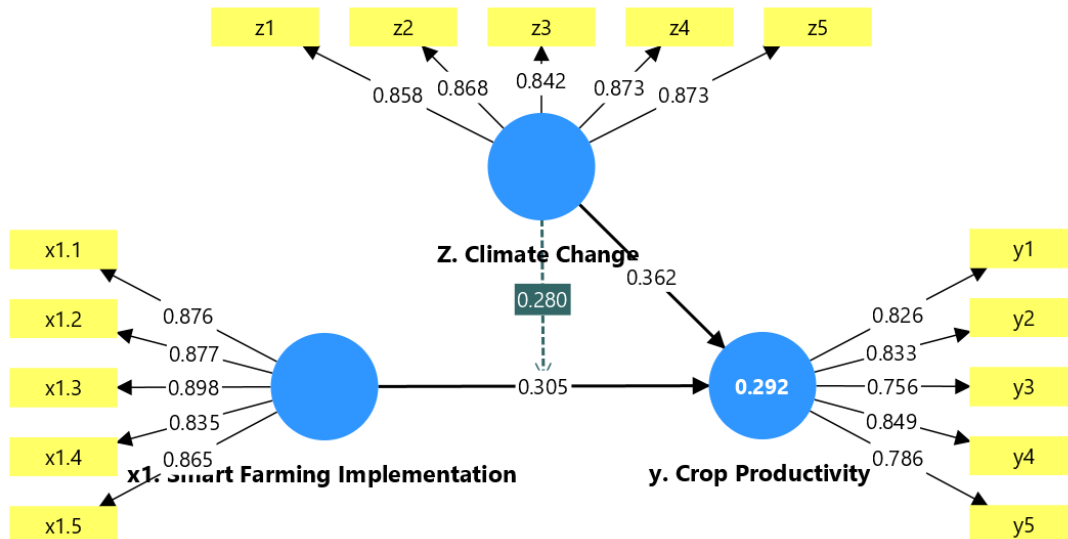 z1 z2 z3 z4 z5
0.858 0.868 0.842 0.873 0.873
Z. Climate Change
0.362
0.280
x1.1
x1.2
x1.3
x1.4
x1.5
0.876
0.877
0.898
0.835
0.865
x1. Smart Farming Implementation
0.305
0.292
y. Crop Productivity
0.826
0.833
0.756
0.849
0.786
y1
y2
y3
y4
y5